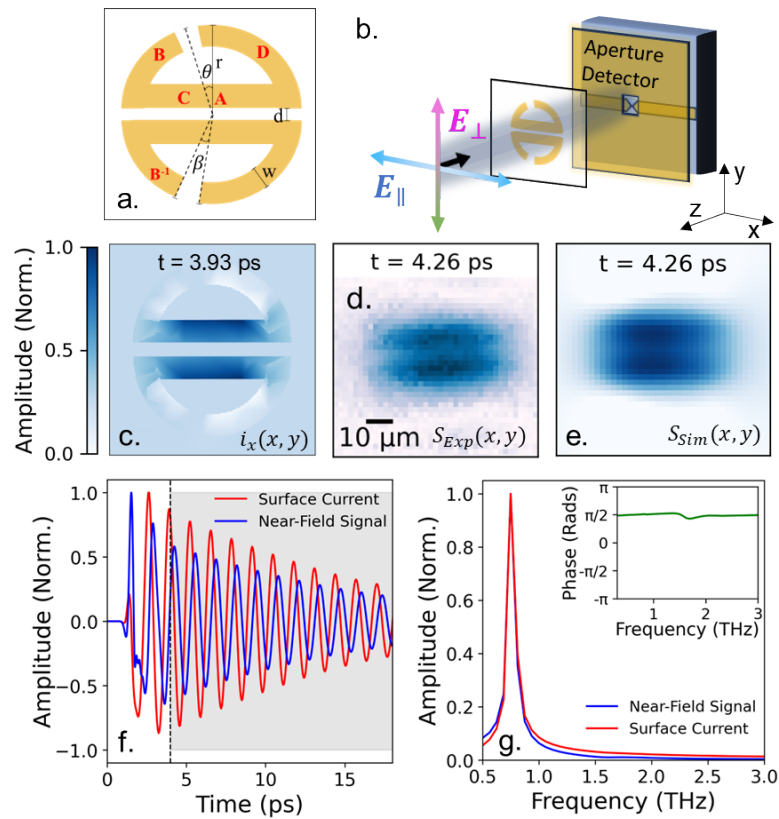 a.
B
D
θ
r
C
A
d
β
B⁻¹
w
b.
Aperture
Detector
E⊥
E∥
y
z
x
Amplitude (Norm.)
1.0
0.5
0.0
t = 3.93 ps
c.
iₓ(x, y)
t = 4.26 ps
d.
10 μm
S_Exp(x, y)
t = 4.26 ps
e.
S_Sim(x, y)
Amplitude (Norm.)
1.0
0.5
0.0
−0.5
−1.0
Surface Current
Near-Field Signal
f.
0
5
10
15
Time (ps)
Amplitude (Norm.)
1.0
0.8
0.6
0.4
0.2
0.0
Phase (Rads)
π
π/2
0
-π/2
-π
1
2
3
Frequency (THz)
Near-Field Signal
Surface Current
g.
0.5
1.0
1.5
2.0
2.5
3.0
Frequency (THz)